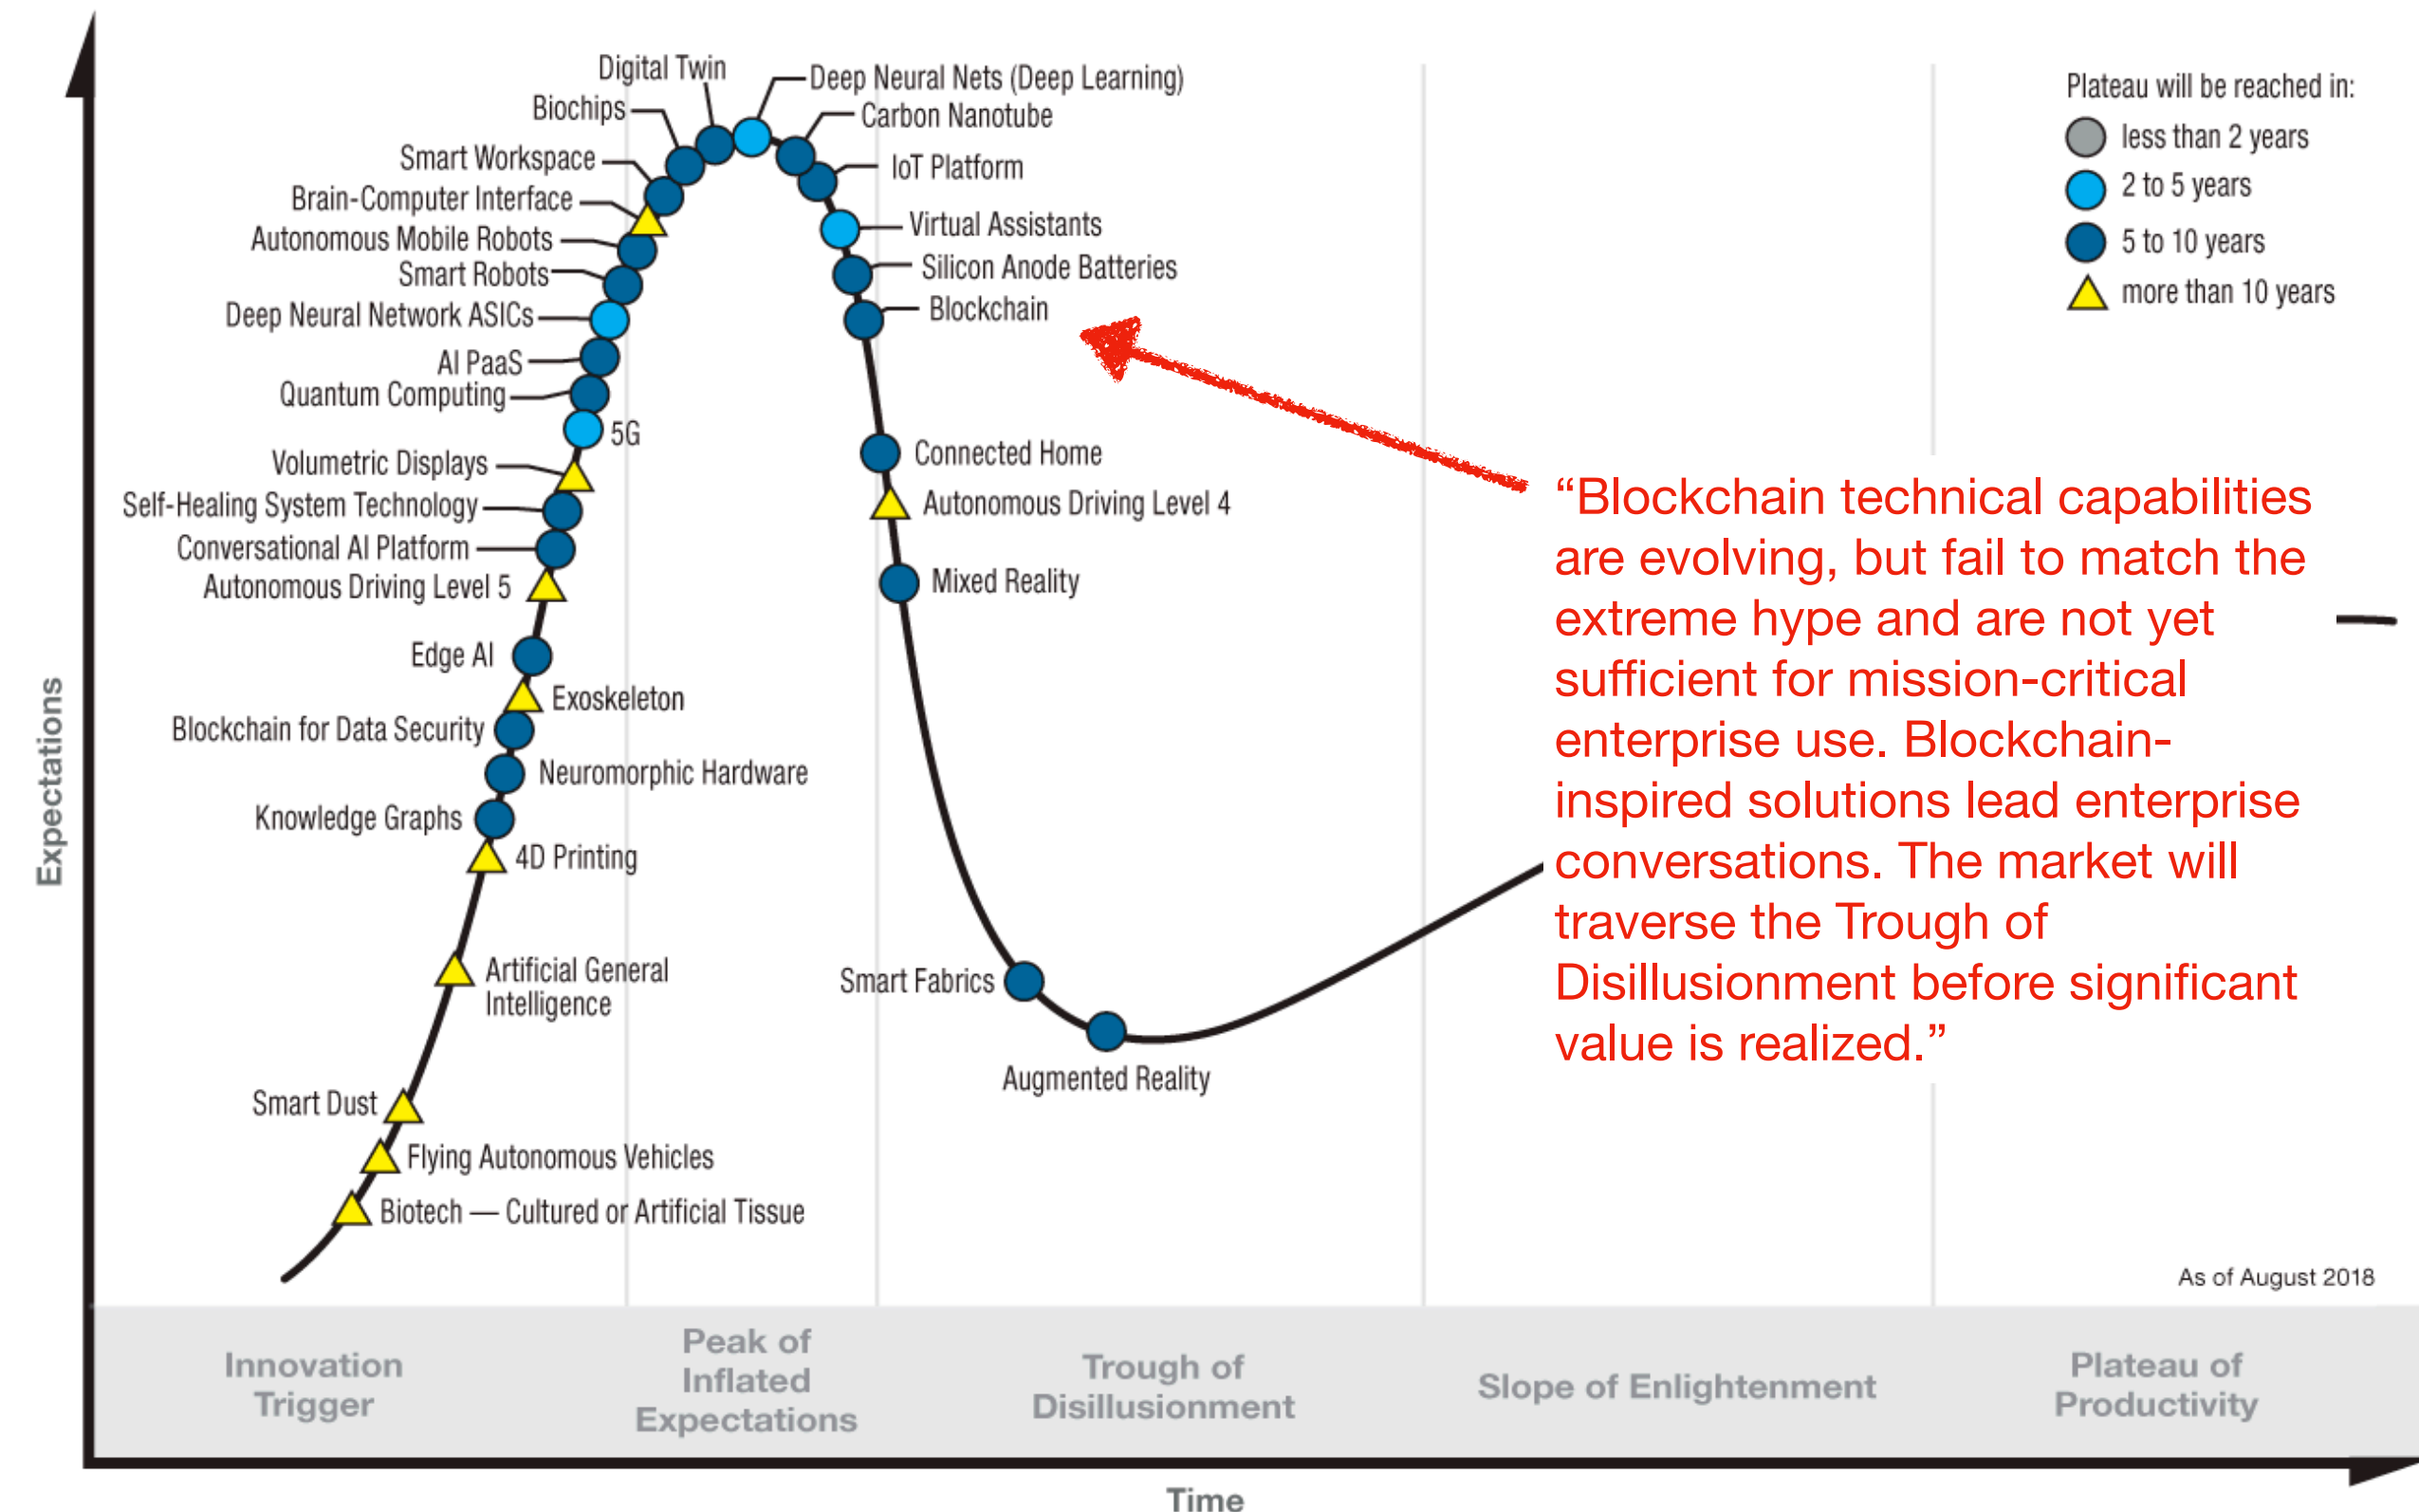 Digital Twin
Deep Neural Nets (Deep Learning)
Biochips
Carbon Nanotube
Smart Workspace
IoT Platform
Brain-Computer Interface
Virtual Assistants
Autonomous Mobile Robots
Silicon Anode Batteries
Smart Robots
Blockchain
Deep Neural Network ASICs
AI PaaS
Quantum Computing
5G
Connected Home
Volumetric Displays
Autonomous Driving Level 4
Self-Healing System Technology
Conversational AI Platform
Mixed Reality
Autonomous Driving Level 5
Edge AI
Exoskeleton
Blockchain for Data Security
Neuromorphic Hardware
Knowledge Graphs
4D Printing
Artificial General
Intelligence
Smart Fabrics
Augmented Reality
Smart Dust
Flying Autonomous Vehicles
Biotech — Cultured or Artificial Tissue
Plateau will be reached in:
less than 2 years
2 to 5 years
5 to 10 years
more than 10 years
“Blockchain technical capabilities
are evolving, but fail to match the
extreme hype and are not yet
sufficient for mission-critical
enterprise use. Blockchain-
inspired solutions lead enterprise
conversations. The market will
traverse the Trough of
Disillusionment before significant
value is realized.”
As of August 2018
Expectations
Innovation
Trigger
Peak of
Inflated
Expectations
Trough of
Disillusionment
Slope of Enlightenment
Plateau of
Productivity
Time